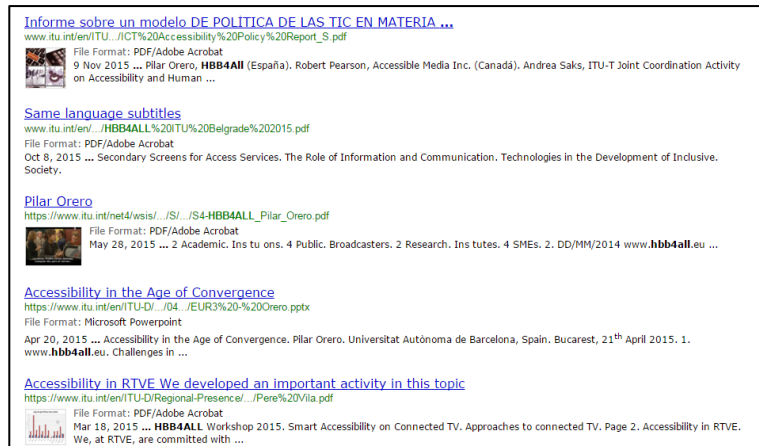 Informe sobre un modelo DE POLÍTICA DE LAS TIC EN MATERIA ...
www.itu.int/en/ITU.../ICT%20Accessibility%20Policy%20Report_S.pdf
File Format: PDF/Adobe Acrobat
9 Nov 2015 ... Pilar Orero, HBB4All (España). Robert Pearson, Accessible Media Inc. (Canadá). Andrea Saks, ITU-T Joint Coordination Activity
on Accessibility and Human ...
Same language subtitles
www.itu.int/en/.../HBB4ALL%20ITU%20Belgrade%202015.pdf
File Format: PDF/Adobe Acrobat
Oct 8, 2015 ... Secondary Screens for Access Services. The Role of Information and Communication. Technologies in the Development of Inclusive.
Society.
Pilar Orero
https://www.itu.int/net4/wsis/.../S/.../S4-HBB4ALL_Pilar_Orero.pdf
File Format: PDF/Adobe Acrobat
May 28, 2015 ... 2 Academic. Ins tu ons. 4 Public. Broadcasters. 2 Research. Ins tutes. 4 SMEs. 2. DD/MM/2014 www.hbb4all.eu ...
Accessibility in the Age of Convergence
https://www.itu.int/en/ITU-D/.../04.../EUR3%20-%20Orero.pptx
File Format: Microsoft Powerpoint
Apr 20, 2015 ... Accessibility in the Age of Convergence. Pilar Orero. Universitat Autònoma de Barcelona, Spain. Bucarest, 21th April 2015. 1.
www.hbb4all.eu. Challenges in ...
Accessibility in RTVE We developed an important activity in this topic
https://www.itu.int/en/ITU-D/Regional-Presence/.../Pere%20Vila.pdf
File Format: PDF/Adobe Acrobat
Mar 18, 2015 ... HBB4ALL Workshop 2015. Smart Accessibility on Connected TV. Approaches to connected TV. Page 2. Accessibility in RTVE.
We, at RTVE, are committed with ...